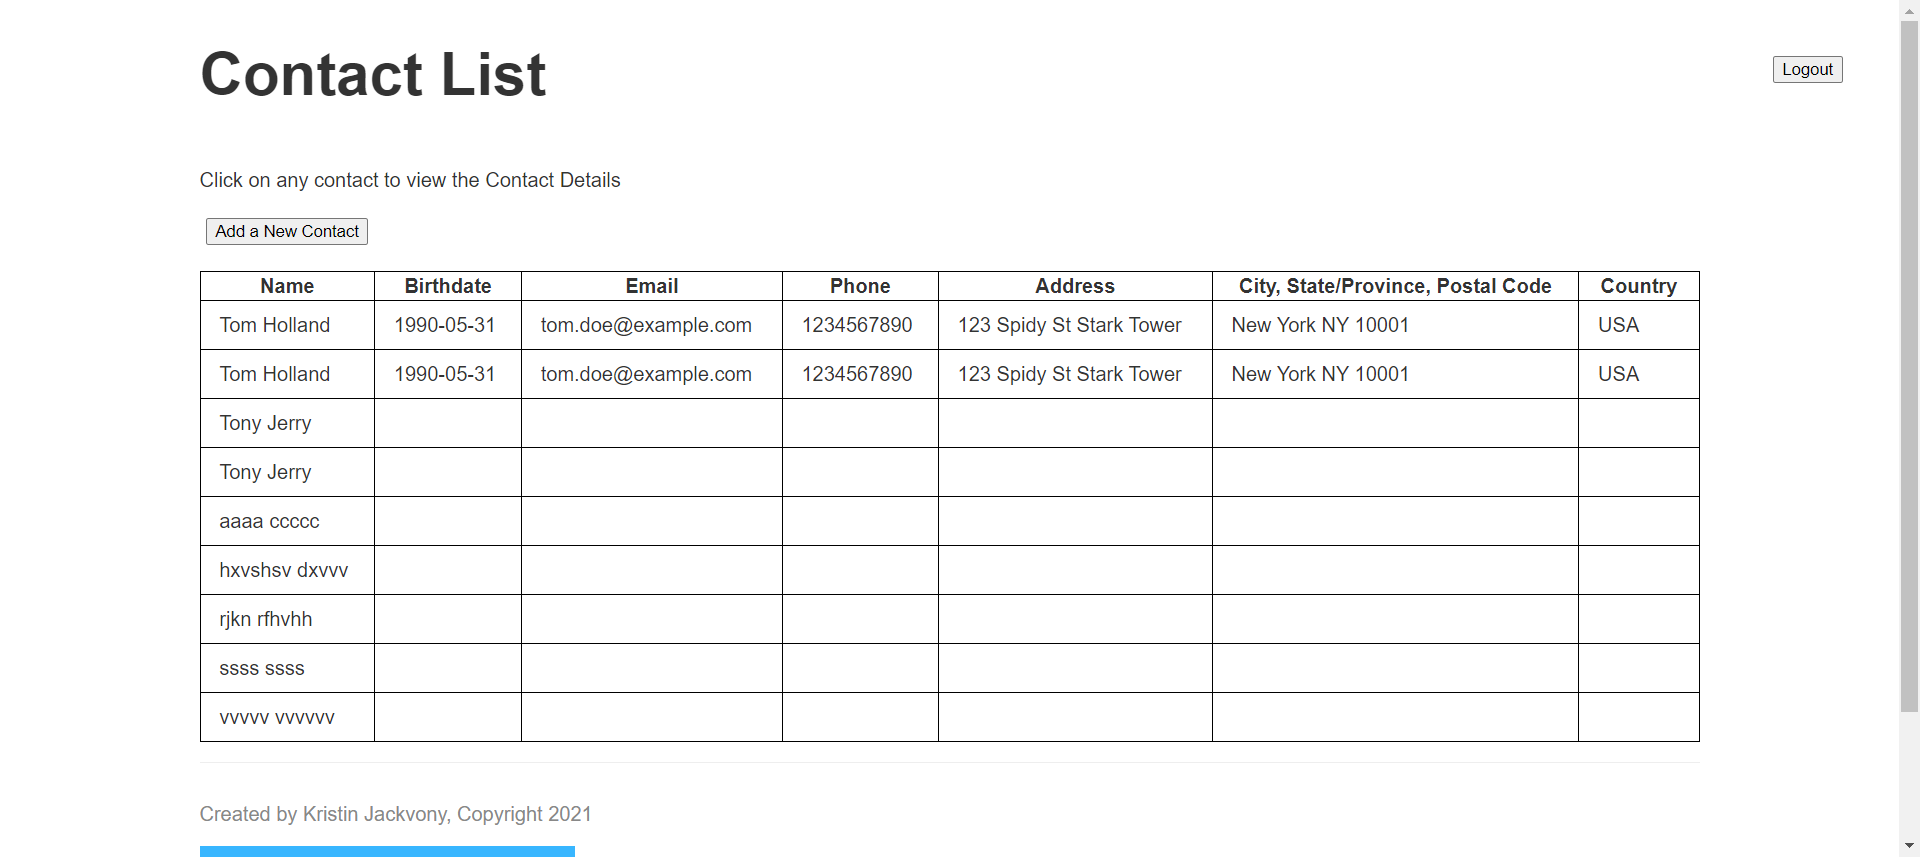 Contact List
Logout
Click on any contact to view the Contact Details
Add a New Contact
Name Birthdate Email Phone Address City, State/Province, Postal Code Country
Tom Holland 1990-05-31 tom.doe@example.com 1234567890 123 Spidy St Stark Tower New York NY 10001 USA
Tom Holland 1990-05-31 tom.doe@example.com 1234567890 123 Spidy St Stark Tower New York NY 10001 USA
Tony Jerry
Tony Jerry
aaaa ccccc
hxvshsv dxvvv
rjkn rfhvhh
ssss ssss
vvvvv vvvvvv
Created by Kristin Jackvony, Copyright 2021